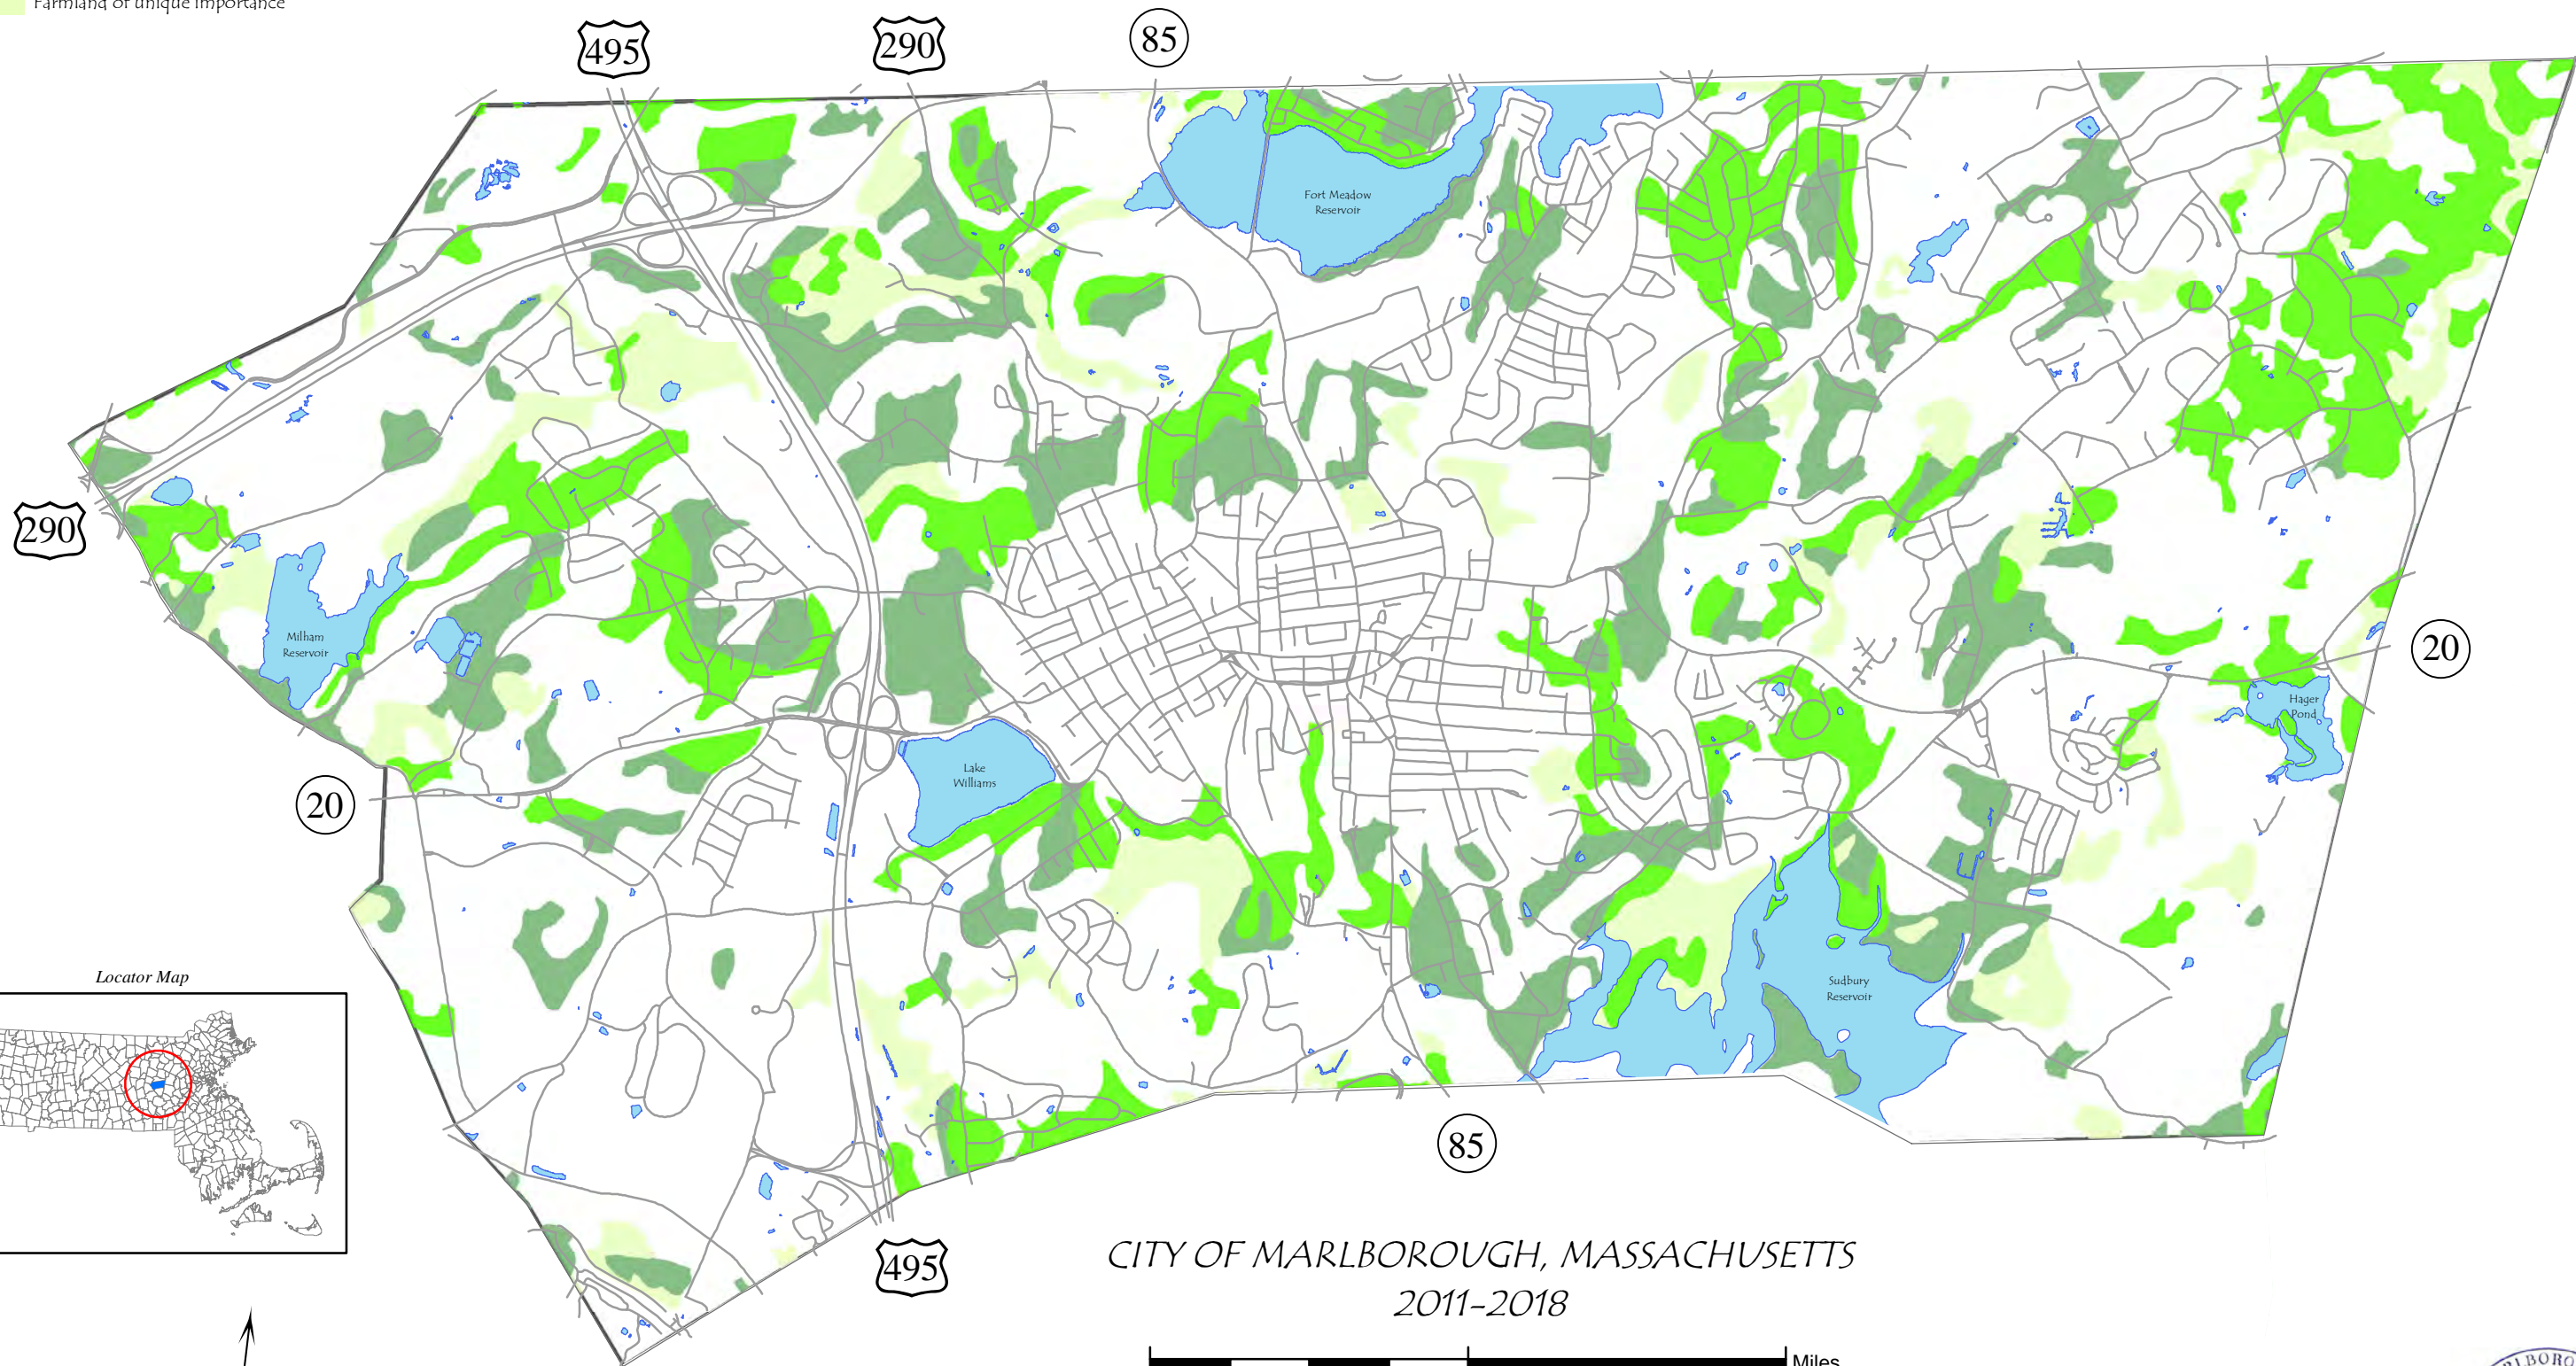 Farmland of unique importance
495
290
85
Fort Meadow
Reservoir
290
Milham
Reservoir
20
Hager
Pond
Lake
Williams
20
Locator Map
Sudbury
Reservoir
85
495
CITY OF MARLBOROUGH, MASSACHUSETTS
2011-2018
Miles